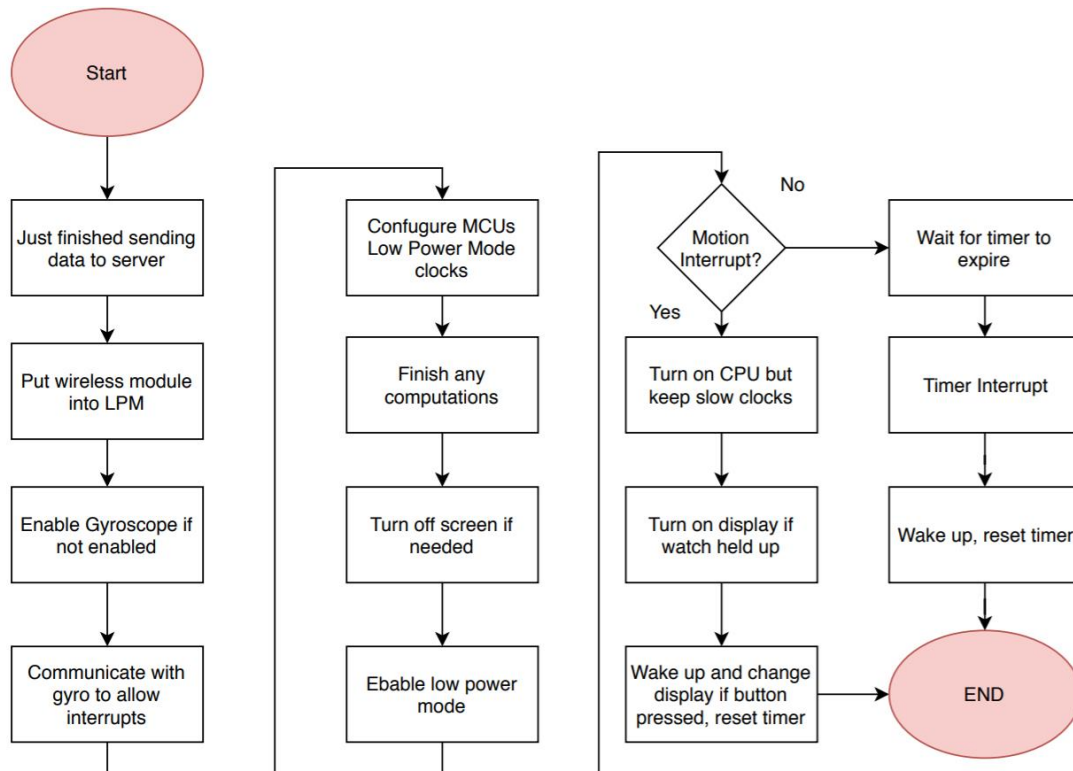 Start
Just finished sending
data to server
Put wireless module
into LPM
Enable Gyroscope if
not enabled
Communicate with
gyro to allow
interrupts
Confugure MCUs
Low Power Mode
clocks
Finish any
computations
Turn off screen if
needed
Ebable low power
mode
Motion
Interrupt?
No
Yes
Turn on CPU but
keep slow clocks
Turn on display if
watch held up
Wake up and change
display if button
pressed, reset timer
Wait for timer to
expire
Timer Interrupt
Wake up, reset timer
END